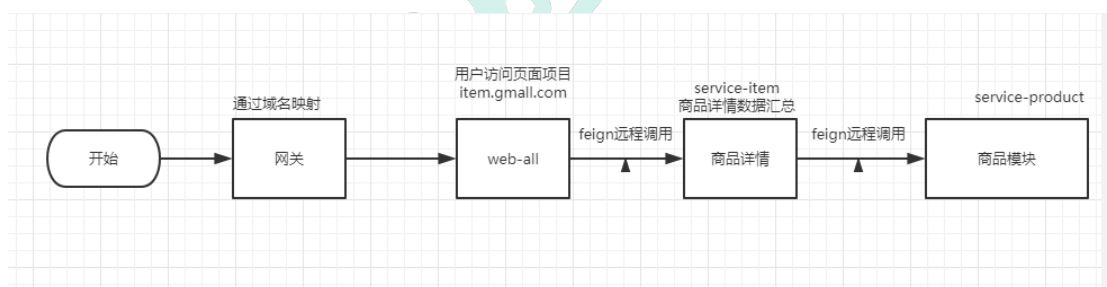 用户访问页面项目
item.gmall.com
service-item
商品详情数据汇总
service-product
通过域名映射
feign远程调用
feign远程调用
开始
网关
web-all
商品详情
商品模块